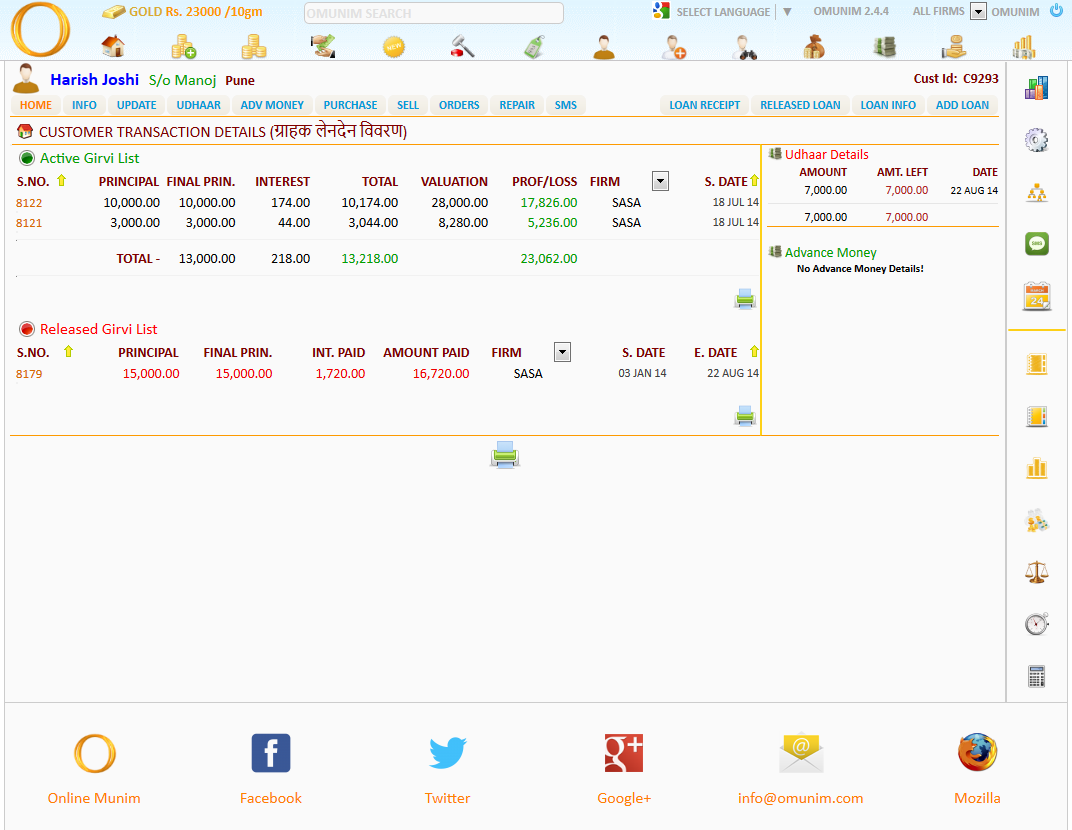 GOLD Rs. 23000 /10gm
OMUNIM SEARCH
SELECT LANGUAGE ▼
OMUNIM 2.4.4
ALL FIRMS
OMUNIM
NEW
Harish Joshi S/o Manoj Pune
Cust Id: C9293
HOME INFO UPDATE UDHAAR ADV MONEY PURCHASE SELL ORDERS REPAIR SMS LOAN RECEIPT RELEASED LOAN LOAN INFO ADD LOAN
CUSTOMER TRANSACTION DETAILS (ग्राहक लेनदेन विवरण)
Active Girvi List
S.NO. PRINCIPAL FINAL PRIN. INTEREST TOTAL VALUATION PROF/LOSS FIRM S. DATE
8122 10,000.00 10,000.00 174.00 10,174.00 28,000.00 17,826.00 SASA 18 JUL 14
8121 3,000.00 3,000.00 44.00 3,044.00 8,280.00 5,236.00 SASA 18 JUL 14
TOTAL - 13,000.00 218.00 13,218.00 23,062.00
Released Girvi List
S.NO. PRINCIPAL FINAL PRIN. INT. PAID AMOUNT PAID FIRM S. DATE E. DATE
8179 15,000.00 15,000.00 1,720.00 16,720.00 SASA 03 JAN 14 22 AUG 14
Udhaar Details
AMOUNT AMT. LEFT DATE
7,000.00 7,000.00 22 AUG 14
7,000.00 7,000.00
Advance Money
No Advance Money Details!
SMS
24
Online Munim
Facebook
Twitter
Google+
info@omunim.com
Mozilla